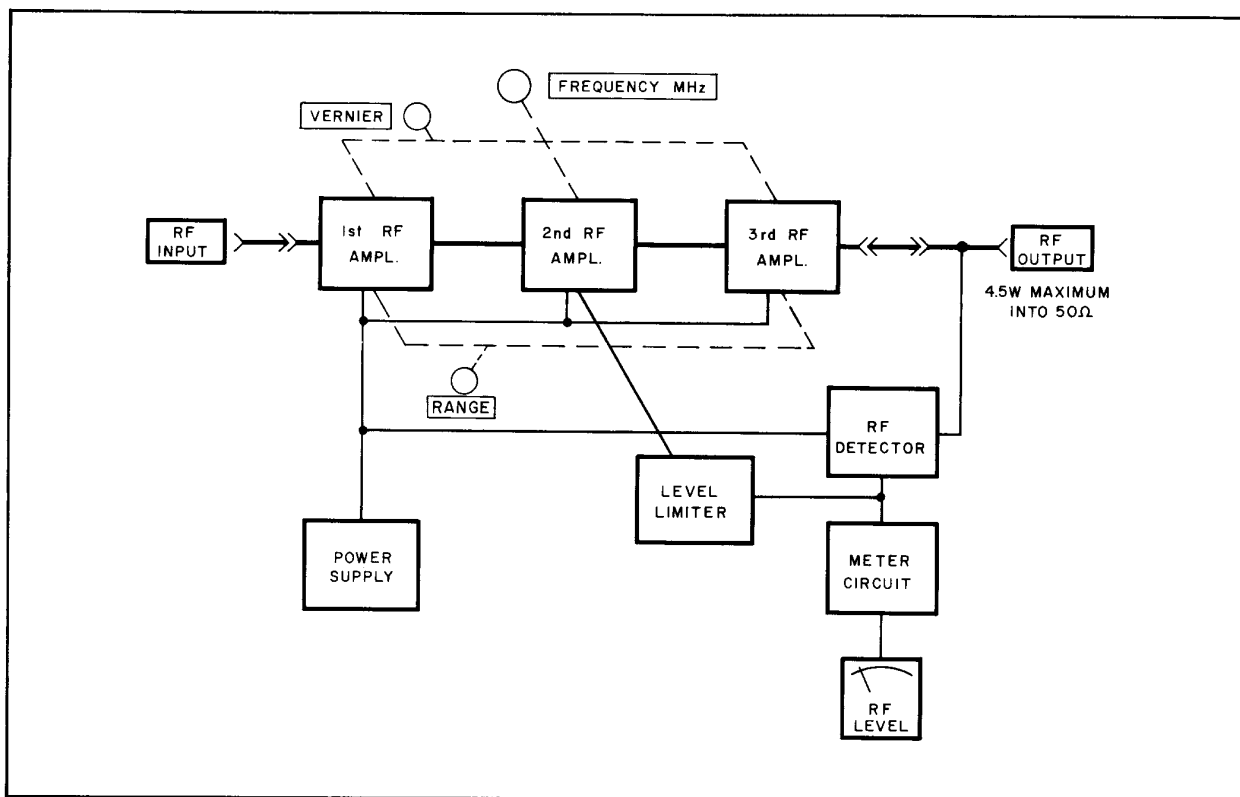 FREQUENCY MHz
VERNIER
RF
INPUT
1st RF
AMPL.
2nd RF
AMPL.
3rd RF
AMPL.
RF
OUTPUT
4.5W MAXIMUM
INTO 50Ω
RANGE
RF
DETECTOR
LEVEL
LIMITER
POWER
SUPPLY
METER
CIRCUIT
RF
LEVEL